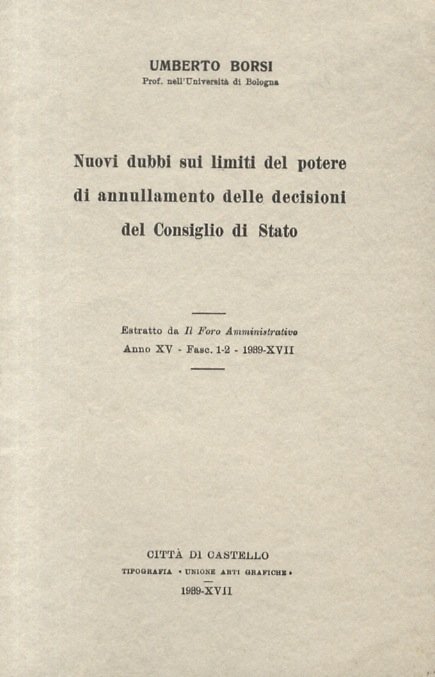 UMBERTO BORSI
Prof. nell'Università di Bologna
Nuovi dubbi sui limiti del potere
di annullamento delle decisioni
del Consiglio di Stato
Estratto da Il Foro Amministrativo
Anno XV - Fasc. 1-2 - 1939-XVII
CITTÀ DI CASTELLO
TIPOGRAFIA « UNIONE ARTI GRAFICHE »
1939-XVII